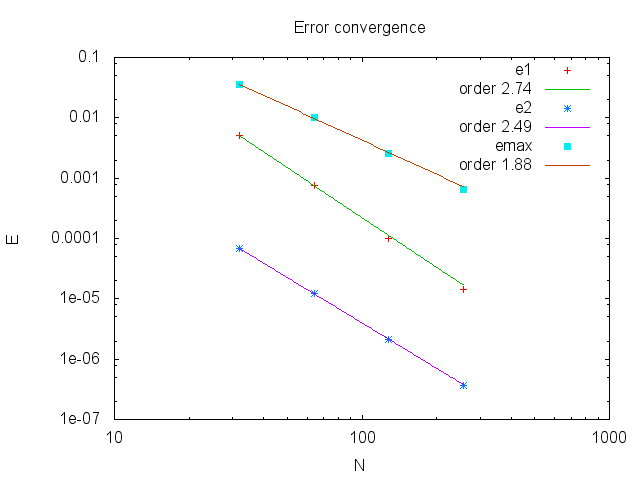 Error convergence
0.1
0.01
0.001
0.0001
1e-05
1e-06
1e-07
E
e1
order 2.74
e2
order 2.49
emax
order 1.88
10
100
1000
N